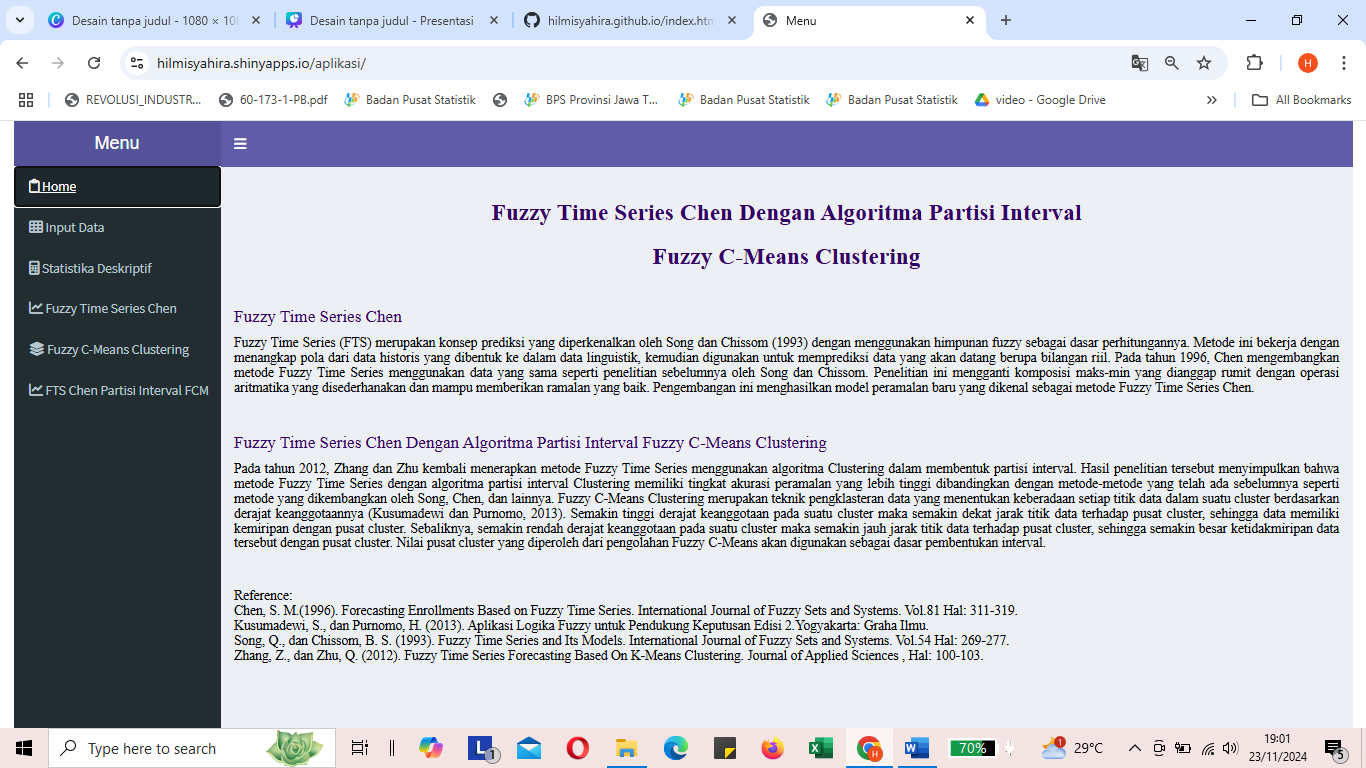 Desain tanpa judul - 1080 × 108
Desain tanpa judul - Presentasi
hilmisyahira.github.io/index.htm
Menu
hilmisyahira.shinyapps.io/aplikasi/
H
REVOLUSI_INDUSTR...
60-173-1-PB.pdf
Badan Pusat Statistik
BPS Provinsi Jawa T...
Badan Pusat Statistik
Badan Pusat Statistik
video - Google Drive
All Bookmarks
Menu
Home
Input Data
Statistika Deskriptif
Fuzzy Time Series Chen
Fuzzy C-Means Clustering
FTS Chen Partisi Interval FCM
Fuzzy Time Series Chen Dengan Algoritma Partisi Interval
Fuzzy C-Means Clustering
Fuzzy Time Series Chen
Fuzzy Time Series (FTS) merupakan konsep prediksi yang diperkenalkan oleh Song dan Chissom (1993) dengan menggunakan himpunan fuzzy sebagai dasar perhitungannya. Metode ini bekerja dengan
menangkap pola dari data historis yang dibentuk ke dalam data linguistik, kemudian digunakan untuk memprediksi data yang akan datang berupa bilangan riil. Pada tahun 1996, Chen mengembangkan
metode Fuzzy Time Series menggunakan data yang sama seperti penelitian sebelumnya oleh Song dan Chissom. Penelitian ini mengganti komposisi maks-min yang dianggap rumit dengan operasi
aritmatika yang disederhanakan dan mampu memberikan ramalan yang baik. Pengembangan ini menghasilkan model peramalan baru yang dikenal sebagai metode Fuzzy Time Series Chen.
Fuzzy Time Series Chen Dengan Algoritma Partisi Interval Fuzzy C-Means Clustering
Pada tahun 2012, Zhang dan Zhu kembali menerapkan metode Fuzzy Time Series menggunakan algoritma Clustering dalam membentuk partisi interval. Hasil penelitian tersebut menyimpulkan bahwa
metode Fuzzy Time Series dengan algoritma partisi interval Clustering memiliki tingkat akurasi peramalan yang lebih tinggi dibandingkan dengan metode-metode yang telah ada sebelumnya seperti
metode yang dikembangkan oleh Song, Chen, dan lainnya. Fuzzy C-Means Clustering merupakan teknik pengklasteran data yang menentukan keberadaan setiap titik data dalam suatu cluster berdasarkan
derajat keanggotaannya (Kusumadewi dan Purnomo, 2013). Semakin tinggi derajat keanggotaan pada suatu cluster maka semakin dekat jarak titik data terhadap pusat cluster, sehingga data memiliki
kemiripan dengan pusat cluster. Sebaliknya, semakin rendah derajat keanggotaan pada suatu cluster maka semakin jauh jarak titik data terhadap pusat cluster, sehingga semakin besar ketidakmiripan data
tersebut dengan pusat cluster. Nilai pusat cluster yang diperoleh dari pengolahan Fuzzy C-Means akan digunakan sebagai dasar pembentukan interval.
Reference:
Chen, S. M.(1996). Forecasting Enrollments Based on Fuzzy Time Series. International Journal of Fuzzy Sets and Systems. Vol.81 Hal: 311-319.
Kusumadewi, S., dan Purnomo, H. (2013). Aplikasi Logika Fuzzy untuk Pendukung Keputusan Edisi 2.Yogyakarta: Graha Ilmu.
Song, Q., dan Chissom, B. S. (1993). Fuzzy Time Series and Its Models. International Journal of Fuzzy Sets and Systems. Vol.54 Hal: 269-277.
Zhang, Z., dan Zhu, Q. (2012). Fuzzy Time Series Forecasting Based On K-Means Clustering. Journal of Applied Sciences , Hal: 100-103.
Type here to search
L 1
H
70%
1
29°C
19:01
23/11/2024
5